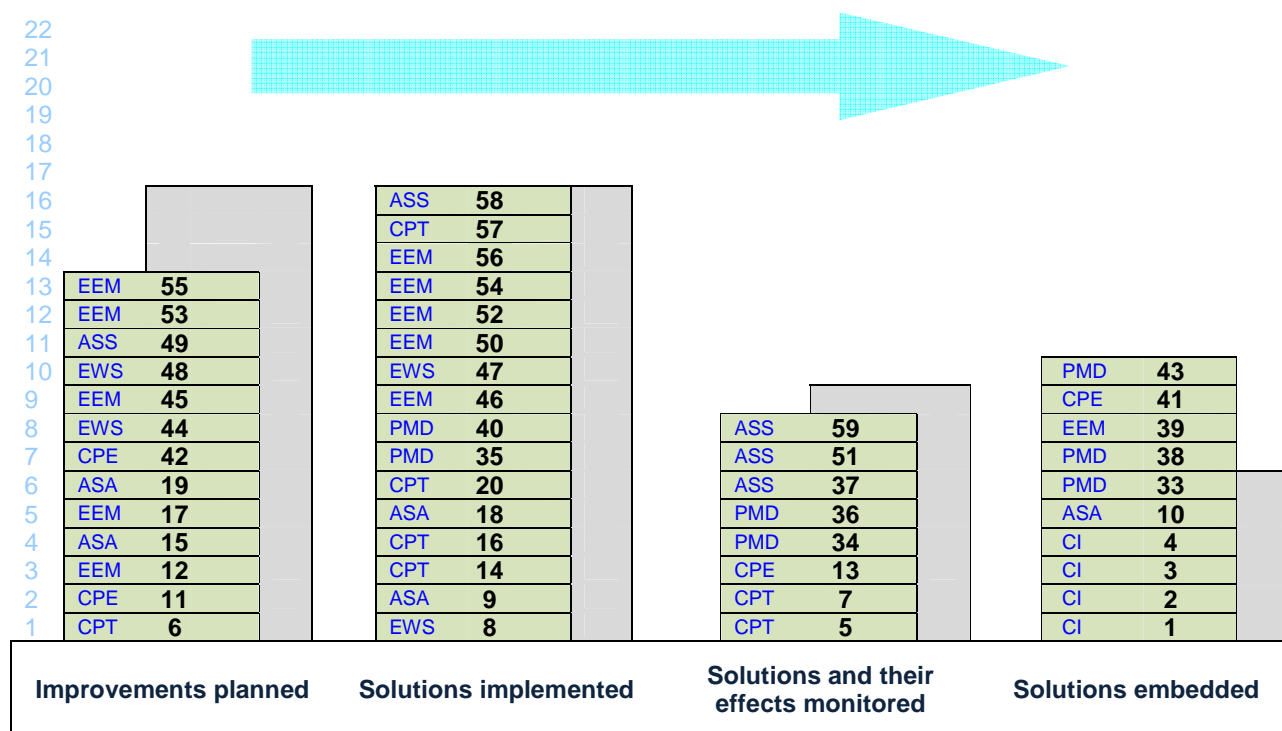 22
21
20
19
18
17
16 ASS 58
15 CPT 57
14 EEM 56
13 EEM 55 EEM 54
12 EEM 53 EEM 52
11 ASS 49 EEM 50
10 EWS 48 EWS 47 PMD 43
9 EEM 45 EEM 46 CPE 41
8 EWS 44 PMD 40 ASS 59 EEM 39
7 CPE 42 PMD 35 ASS 51 PMD 38
6 ASA 19 CPT 20 ASS 37 PMD 33
5 EEM 17 ASA 18 PMD 36 ASA 10
4 ASA 15 CPT 16 PMD 34 CI 4
3 EEM 12 CPT 14 CPE 13 CI 3
2 CPE 11 ASA 9 CPT 7 CI 2
1 CPT 6 EWS 8 CPT 5 CI 1
Improvements planned
Solutions implemented
Solutions and their
effects monitored
Solutions embedded